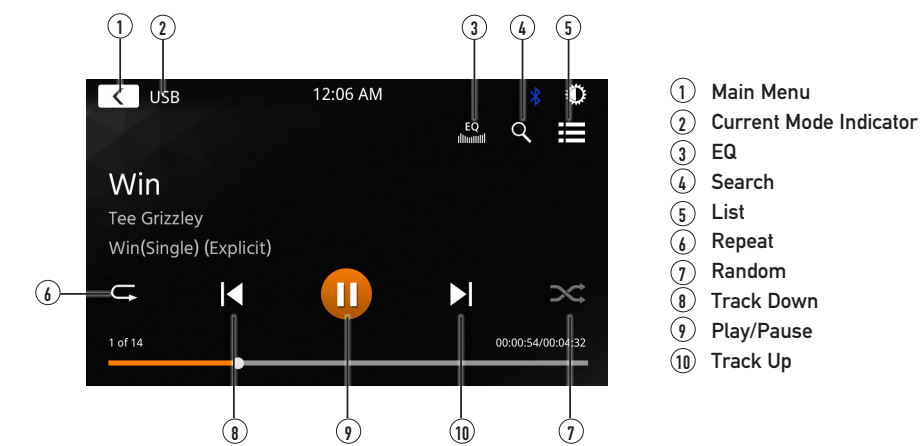 1 2 3 4 5
USB 12:06 AM
EQ
Win
Tee Grizzley
Win(Single) (Explicit)
6
1 of 14 00:00:54/00:04:32
8 9 10 7
1 Main Menu
2 Current Mode Indicator
3 EQ
4 Search
5 List
6 Repeat
7 Random
8 Track Down
9 Play/Pause
10 Track Up